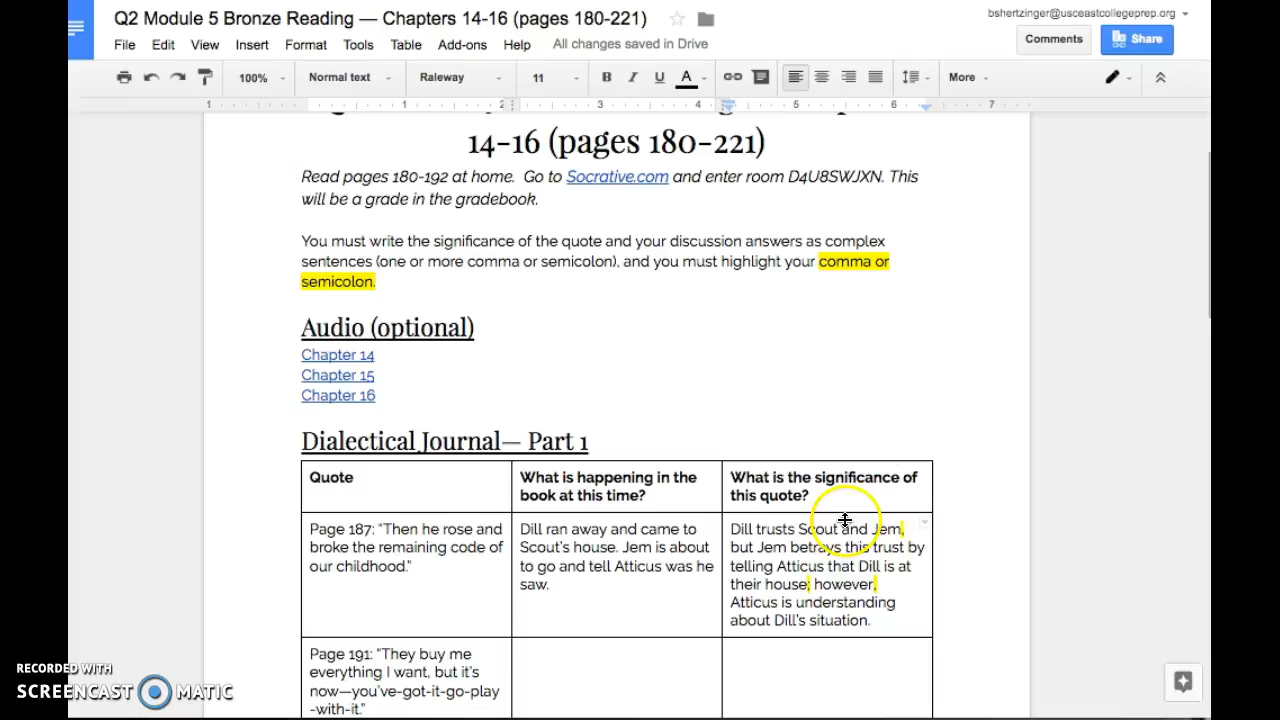 Q2 Module 5 Bronze Reading — Chapters 14-16 (pages 180-221)
bshertzinger@usceastcollegeprep.org
File Edit View Insert Format Tools Table Add-ons Help All changes saved in Drive
Comments
Share
100% Normal text Raleway 11 B I U A More
1 1 2 3 4 5 6 7
14-16 (pages 180-221)
Read pages 180-192 at home. Go to Socrative.com and enter room D4U8SWJXN. This
will be a grade in the gradebook.
You must write the significance of the quote and your discussion answers as complex
sentences (one or more comma or semicolon), and you must highlight your comma or
semicolon.
Audio (optional)
Chapter 14
Chapter 15
Chapter 16
Dialectical Journal— Part 1
Quote
What is happening in the
book at this time?
What is the significance of
this quote?
Page 187: “Then he rose and
broke the remaining code of
our childhood.”
Dill ran away and came to
Scout’s house. Jem is about
to go and tell Atticus was he
saw.
Dill trusts Scout and Jem,
but Jem betrays this trust by
telling Atticus that Dill is at
their house; however,
Atticus is understanding
about Dill’s situation.
Page 191: “They buy me
everything I want, but it’s
now—you’ve-got-it-go-play
-with-it.”
RECORDED WITH
SCREENCAST MATIC